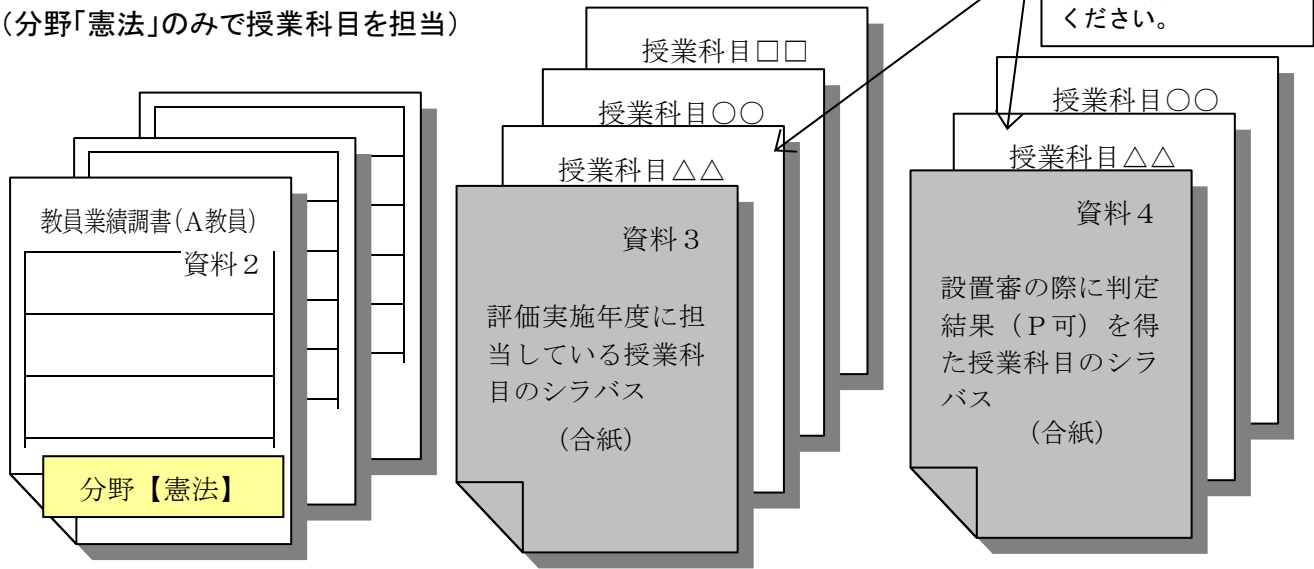 (分野「憲法」のみで授業科目を担当)
ください。
教員業績調書(A教員)
資料2
分野【憲法】
授業科目□□
授業科目○○
授業科目△△
資料3
評価実施年度に担
当している授業科
目のシラバス
(合紙)
授業科目○○
授業科目△△
資料4
設置審の際に判定
結果(P可)を得
た授業科目のシラ
バス
(合紙)